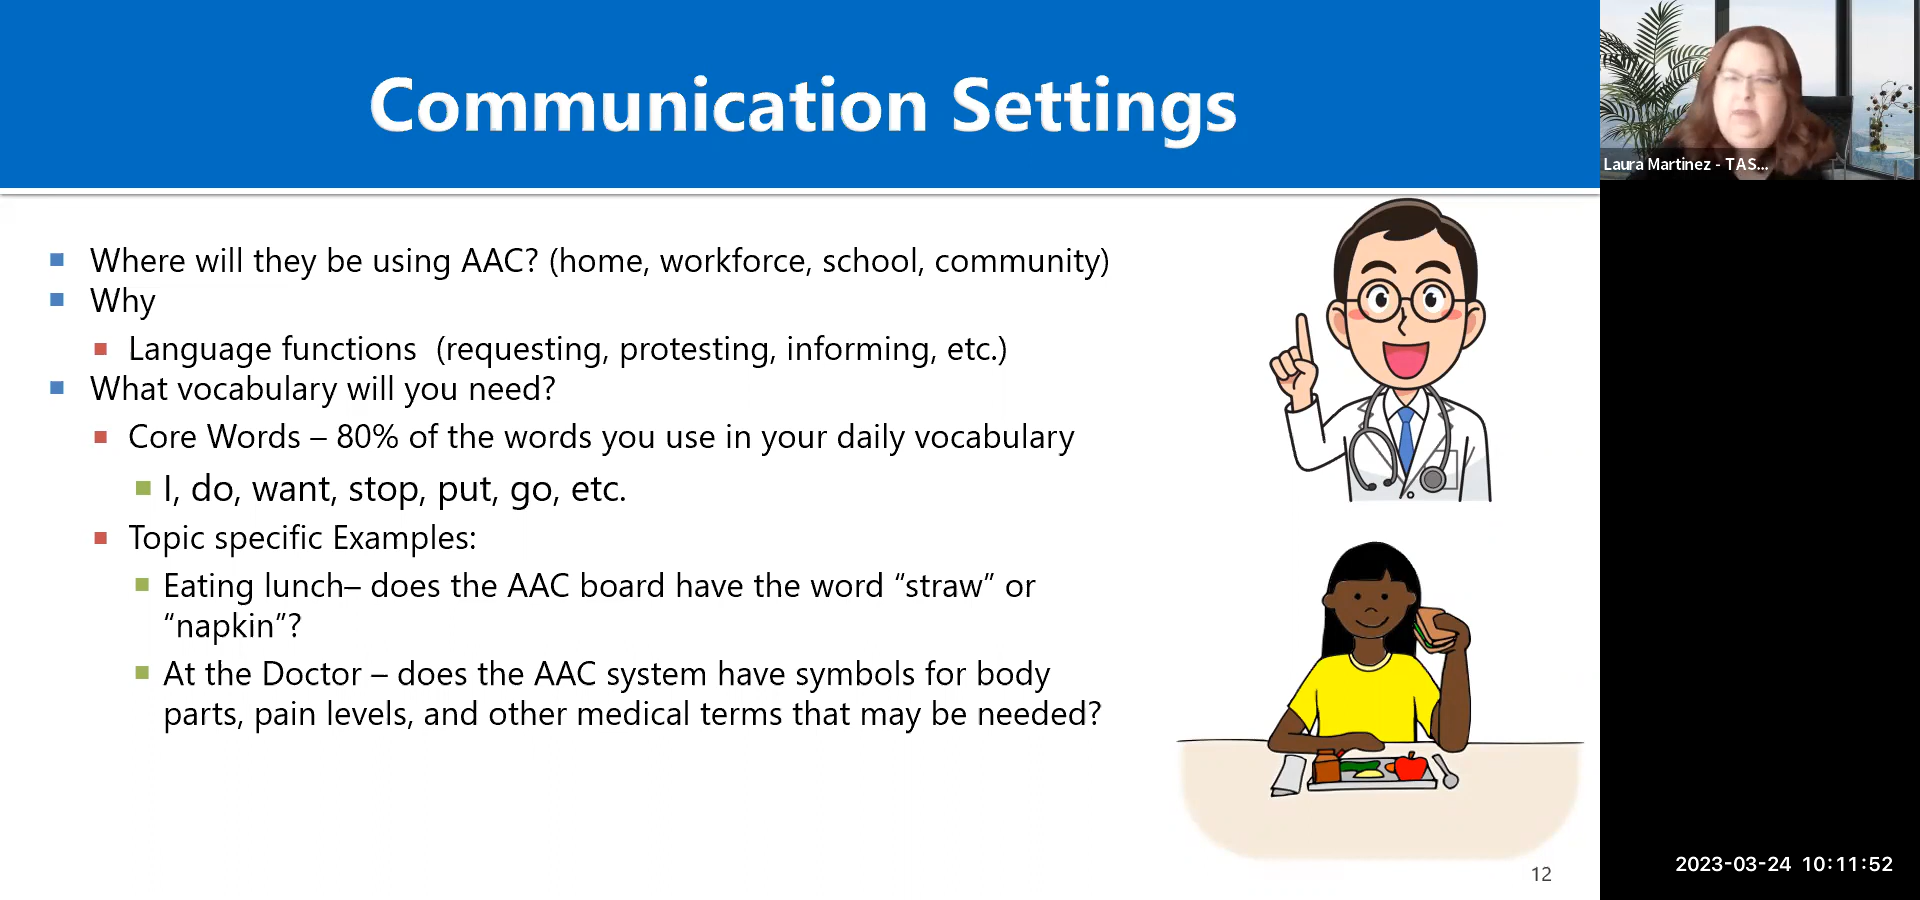 Communication Settings
Laura Martinez - TAS...
Where will they be using AAC? (home, workforce, school, community)
Why
Language functions (requesting, protesting, informing, etc.)
What vocabulary will you need?
Core Words – 80% of the words you use in your daily vocabulary
I, do, want, stop, put, go, etc.
Topic specific Examples:
Eating lunch– does the AAC board have the word “straw” or
“napkin”?
At the Doctor – does the AAC system have symbols for body
parts, pain levels, and other medical terms that may be needed?
12
2023-03-24 10:11:52